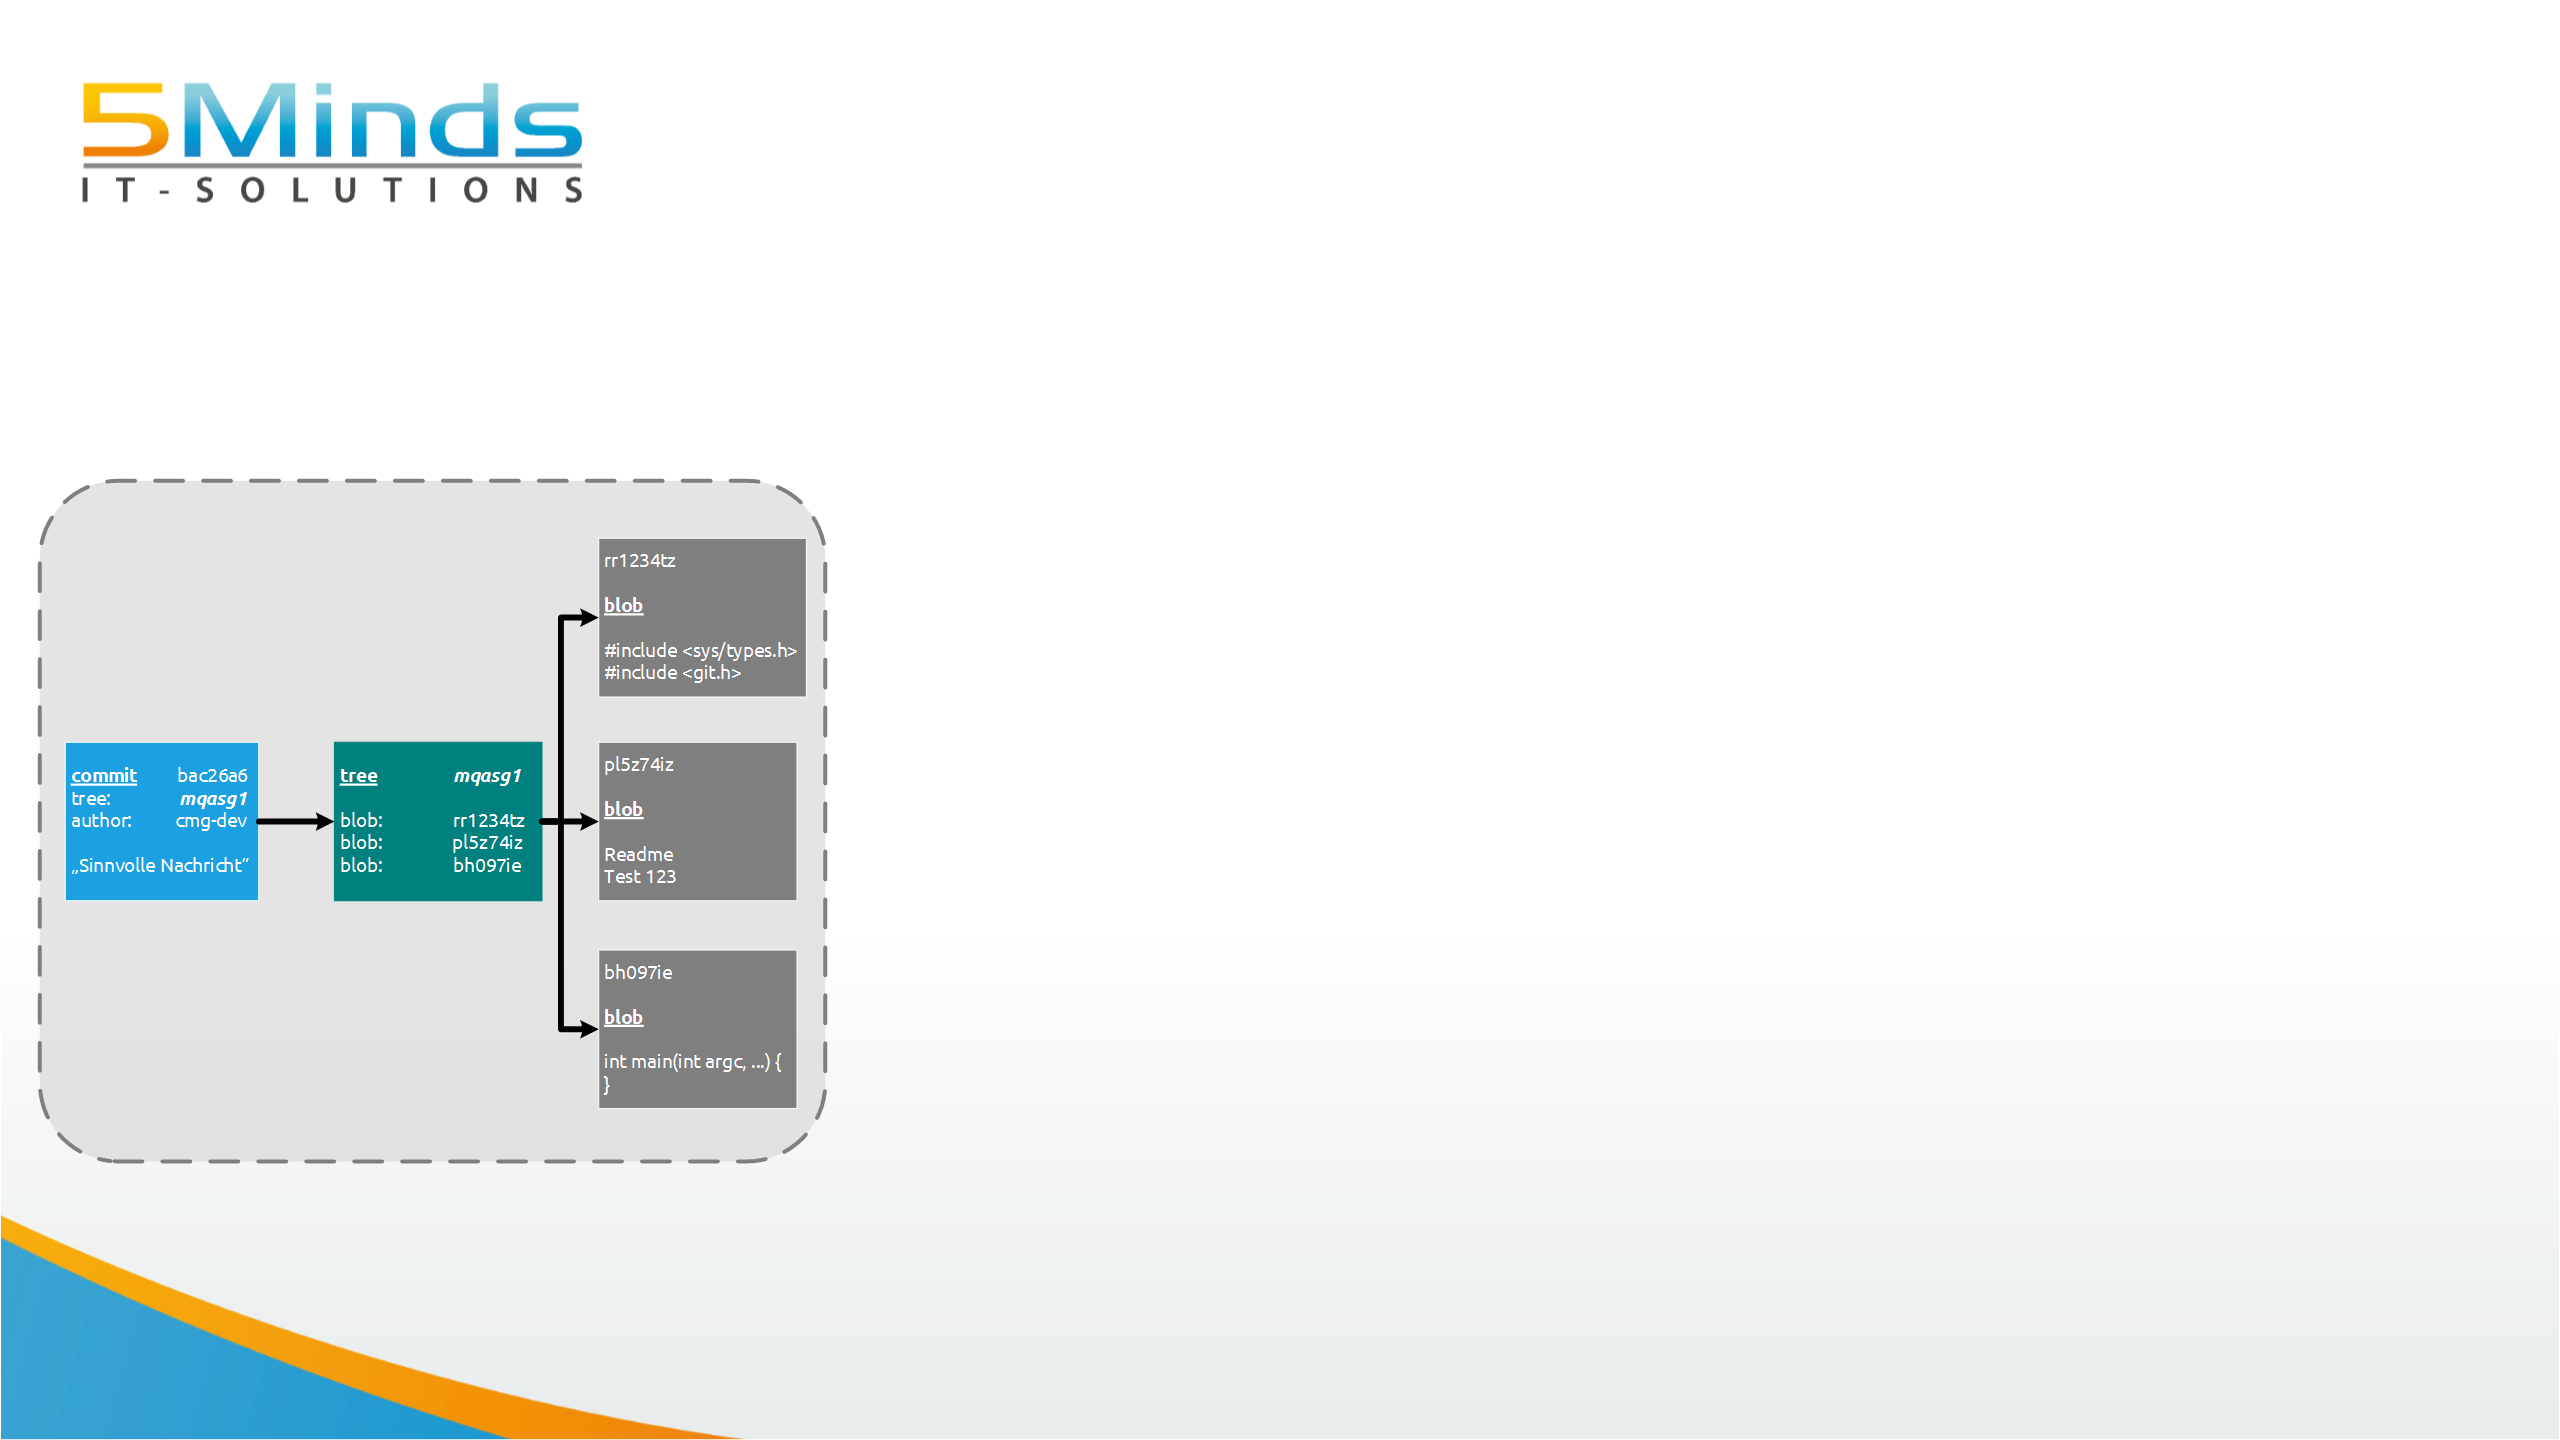 5Minds
IT-SOLUTIONS
commit bac26a6
tree: mqasg1
author: cmg-dev
„Sinnvolle Nachricht“
tree mqasg1
blob: rr1234tz
blob: pl5z74iz
blob: bh097ie
rr1234tz
blob
#include <sys/types.h>
#include <git.h>
pl5z74iz
blob
Readme
Test 123
bh097ie
blob
int main(int argc, ...) {
}